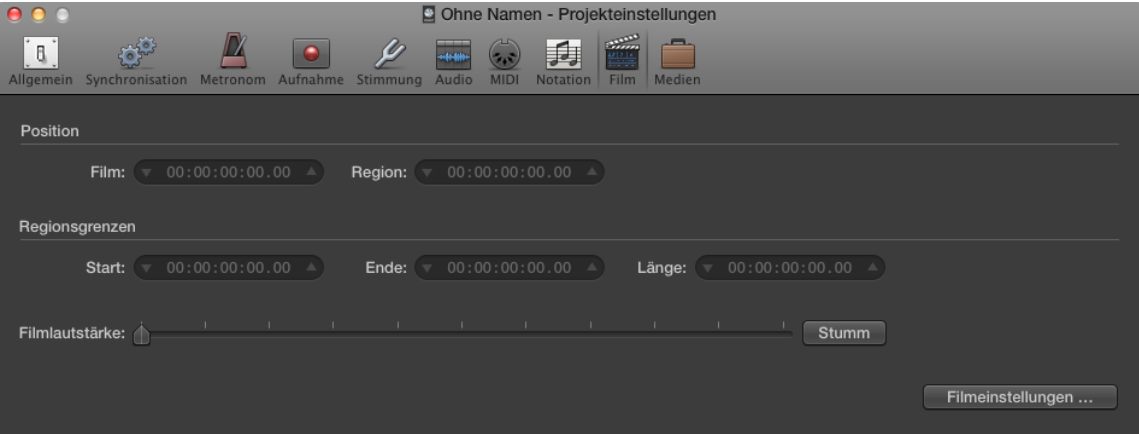 Ohne Namen - Projekteinstellungen
Allgemein Synchronisation Metronom Aufnahme Stimmung Audio MIDI Notation Film Medien
Position
Film: 00:00:00:00.00 Region: 00:00:00:00.00
Regionsgrenzen
Start: 00:00:00:00.00 Ende: 00:00:00:00.00 Länge: 00:00:00:00.00
Filmlautstärke: Stumm
Filmeinstellungen ...